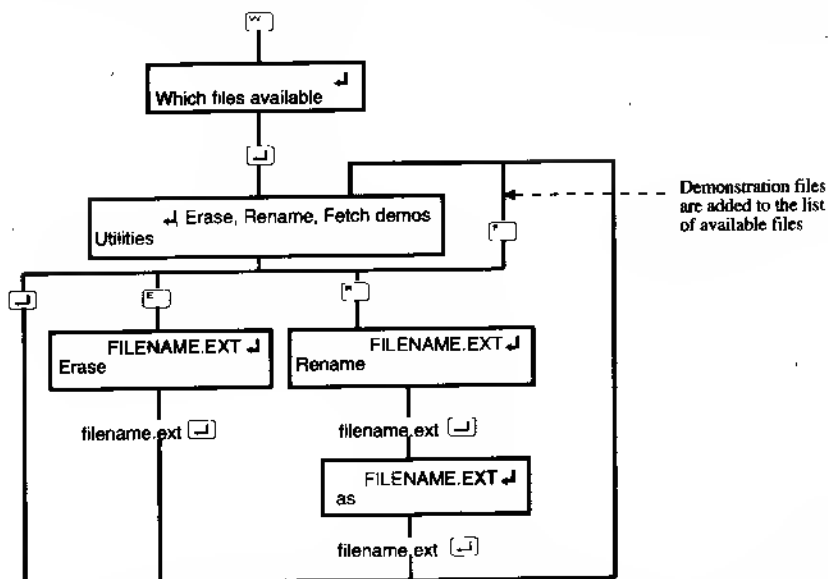 W
↵
Which files available
↵
↵ Erase, Rename, Fetch demos
Utilities
Demonstration files
are added to the list
of available files
F
↵
E
R
FILENAME.EXT ↵
Erase
FILENAME.EXT ↵
Rename
filename.ext ↵
filename.ext ↵
FILENAME.EXT ↵
as
filename.ext ↵